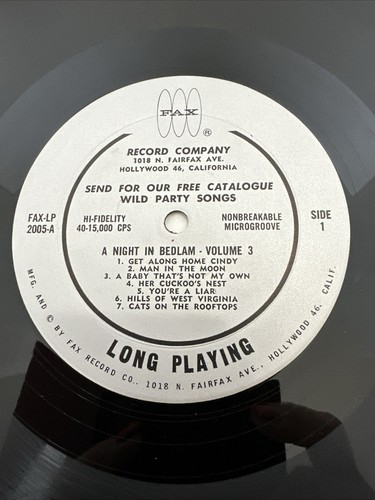 FAX
®
RECORD COMPANY
1018 N. FAIRFAX AVE.
HOLLYWOOD 46, CALIFORNIA
SEND FOR OUR FREE CATALOGUE
WILD PARTY SONGS
FAX-LP
2005-A
HI-FIDELITY
40-15,000 CPS
NONBREAKABLE
MICROGROOVE
SIDE
1
A NIGHT IN BEDLAM - VOLUME 3
1. GET ALONG HOME CINDY
2. MAN IN THE MOON
3. A BABY THAT'S NOT MY OWN
4. HER CUCKOO'S NEST
5. YOU'RE A LIAR
6. HILLS OF WEST VIRGINIA
7. CATS ON THE ROOFTOPS
LONG PLAYING
MFG. AND © BY FAX RECORD CO., 1018 N. FAIRFAX AVE., HOLLYWOOD 46, CALIF.